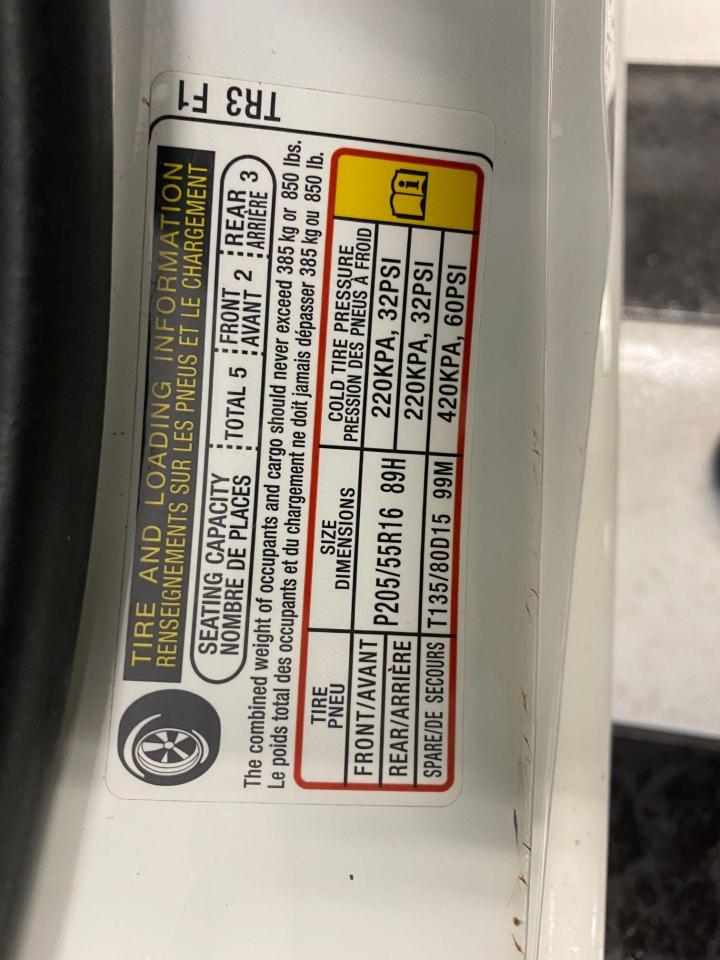 TR3 F1
TIRE AND LOADING INFORMATION
RENSEIGNEMENTS SUR LES PNEUS ET LE CHARGEMENT
SEATING CAPACITY
NOMBRE DE PLACES
TOTAL 5
FRONT
AVANT 2
REAR
ARRIÈRE 3
The combined weight of occupants and cargo should never exceed 385 kg or 850 lbs.
Le poids total des occupants et du chargement ne doit jamais dépasser 385 kg ou 850 lb.
TIRE
PNEU
SIZE
DIMENSIONS
COLD TIRE PRESSURE
PRESSION DES PNEUS À FROID
FRONT/AVANT P205/55R16 89H 220KPA, 32PSI
REAR/ARRIÈRE 220KPA, 32PSI
SPARE/DE SECOURS T135/80D15 99M 420KPA, 60PSI